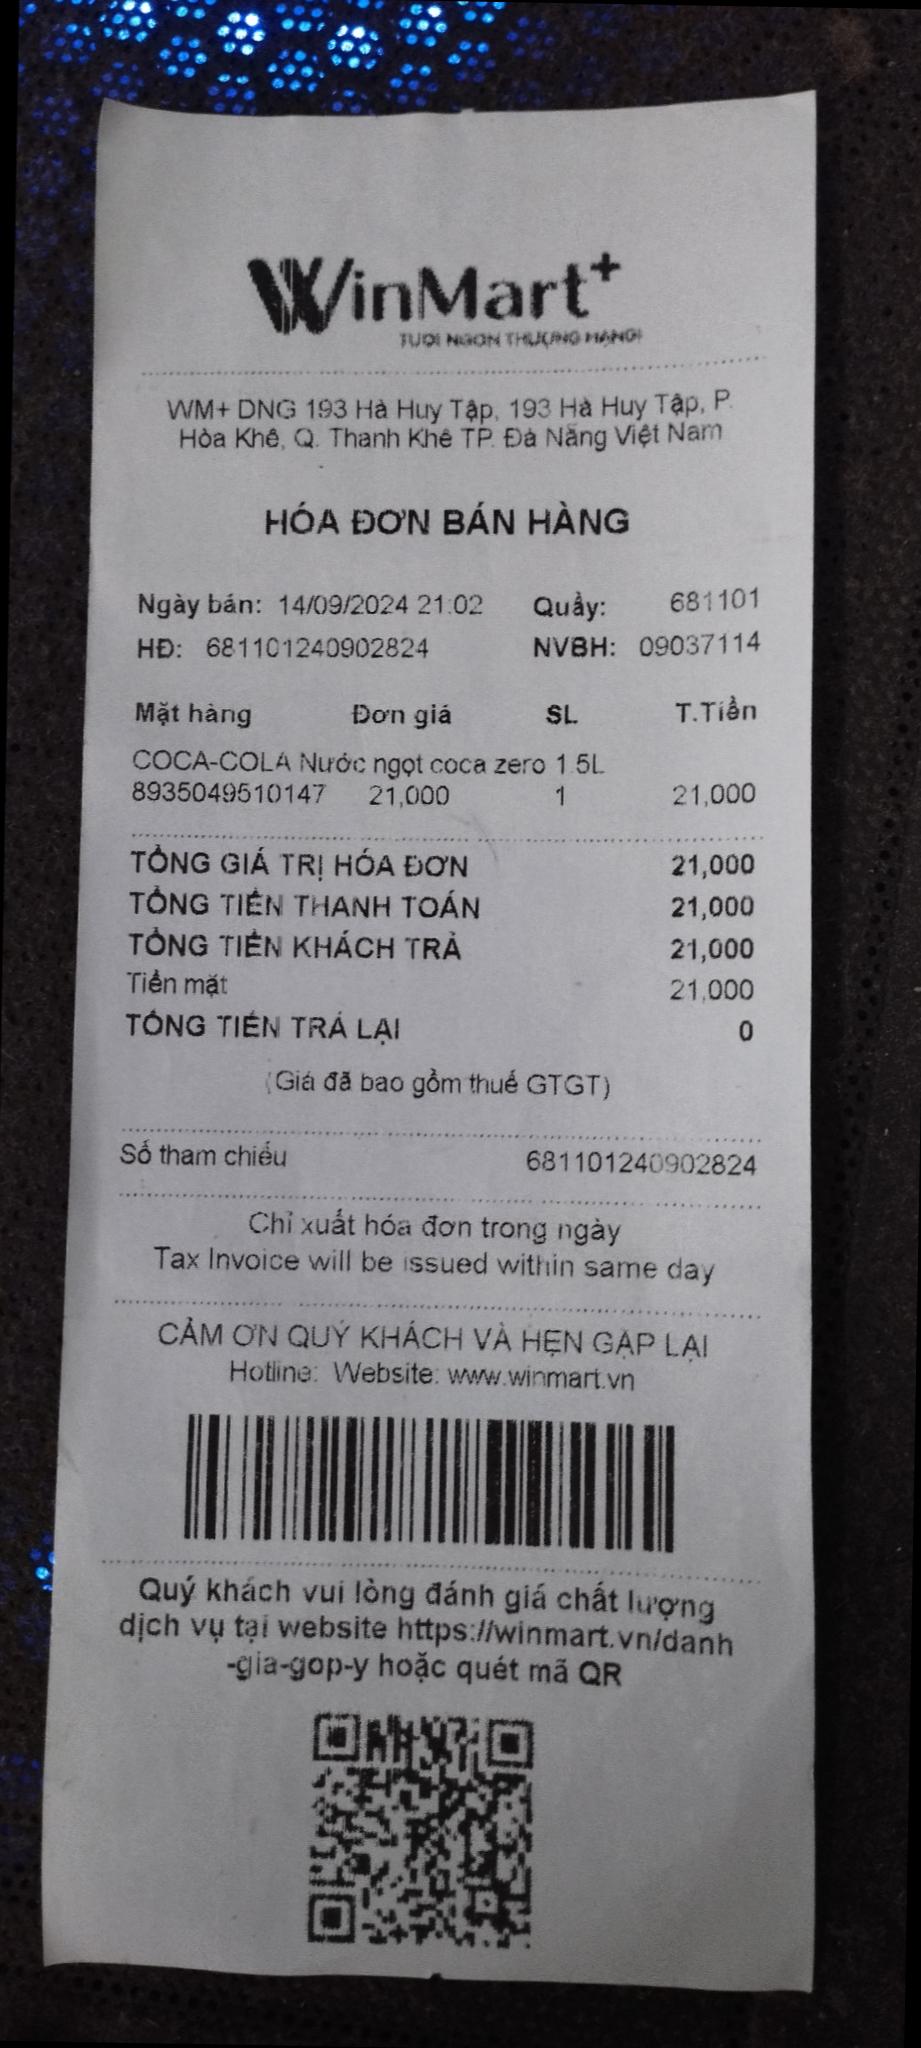 WinMart+
TƯƠI NGON THƯỢNG HẠNG!
WM+ DNG 193 Hà Huy Tập, 193 Hà Huy Tập, P.
Hòa Khê, Q. Thanh Khê TP. Đà Nẵng Việt Nam
HÓA ĐƠN BÁN HÀNG
Ngày bán: 14/09/2024 21:02 Quầy: 681101
HĐ: 681101240902824 NVBH: 09037114
Mặt hàng Đơn giá SL T.Tiền
COCA-COLA Nước ngọt coca zero 1.5L
8935049510147 21,000 1 21,000
TỔNG GIÁ TRỊ HÓA ĐƠN 21,000
TỔNG TIỀN THANH TOÁN 21,000
TỔNG TIỀN KHÁCH TRẢ 21,000
Tiền mặt 21,000
TỔNG TIỀN TRẢ LẠI 0
(Giá đã bao gồm thuế GTGT)
Số tham chiếu 681101240902824
Chỉ xuất hóa đơn trong ngày
Tax Invoice will be issued within same day
CẢM ƠN QUÝ KHÁCH VÀ HẸN GẶP LẠI
Hotline: Website: www.winmart.vn
Quý khách vui lòng đánh giá chất lượng
dịch vụ tại website https://winmart.vn/danh
-gia-gop-y hoặc quét mã QR